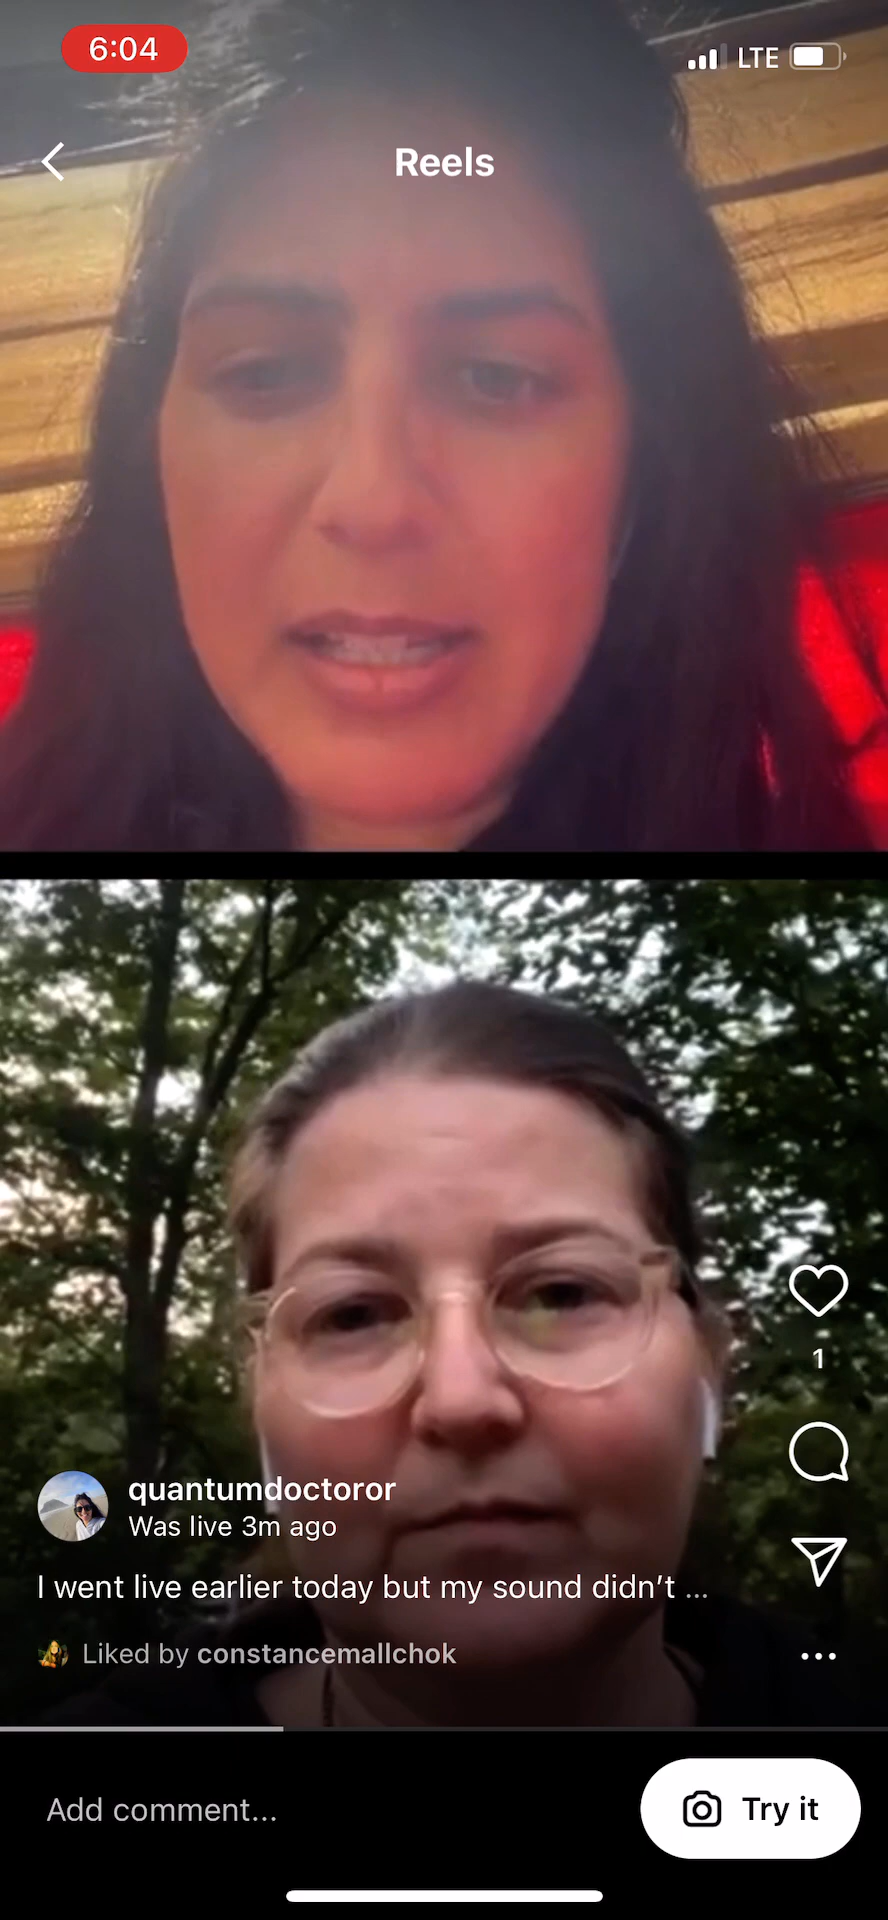 6:04
LTE
Reels
1
quantumdoctoror
Was live 3m ago
I went live earlier today but my sound didn’t ...
Liked by constancemallchok
Add comment...
Try it